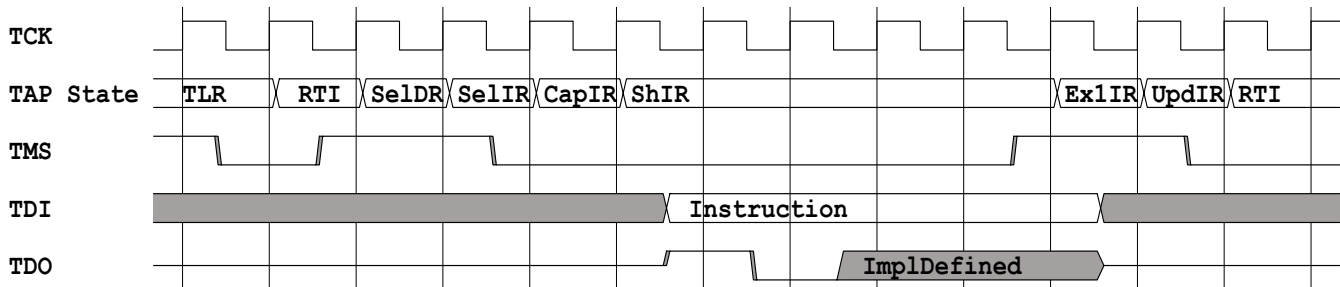 TCK
TAP State TLR RTI SelDR SelIR CapIR ShIR Ex1IR UpdIR RTI
TMS
TDI Instruction
TDO ImplDefined